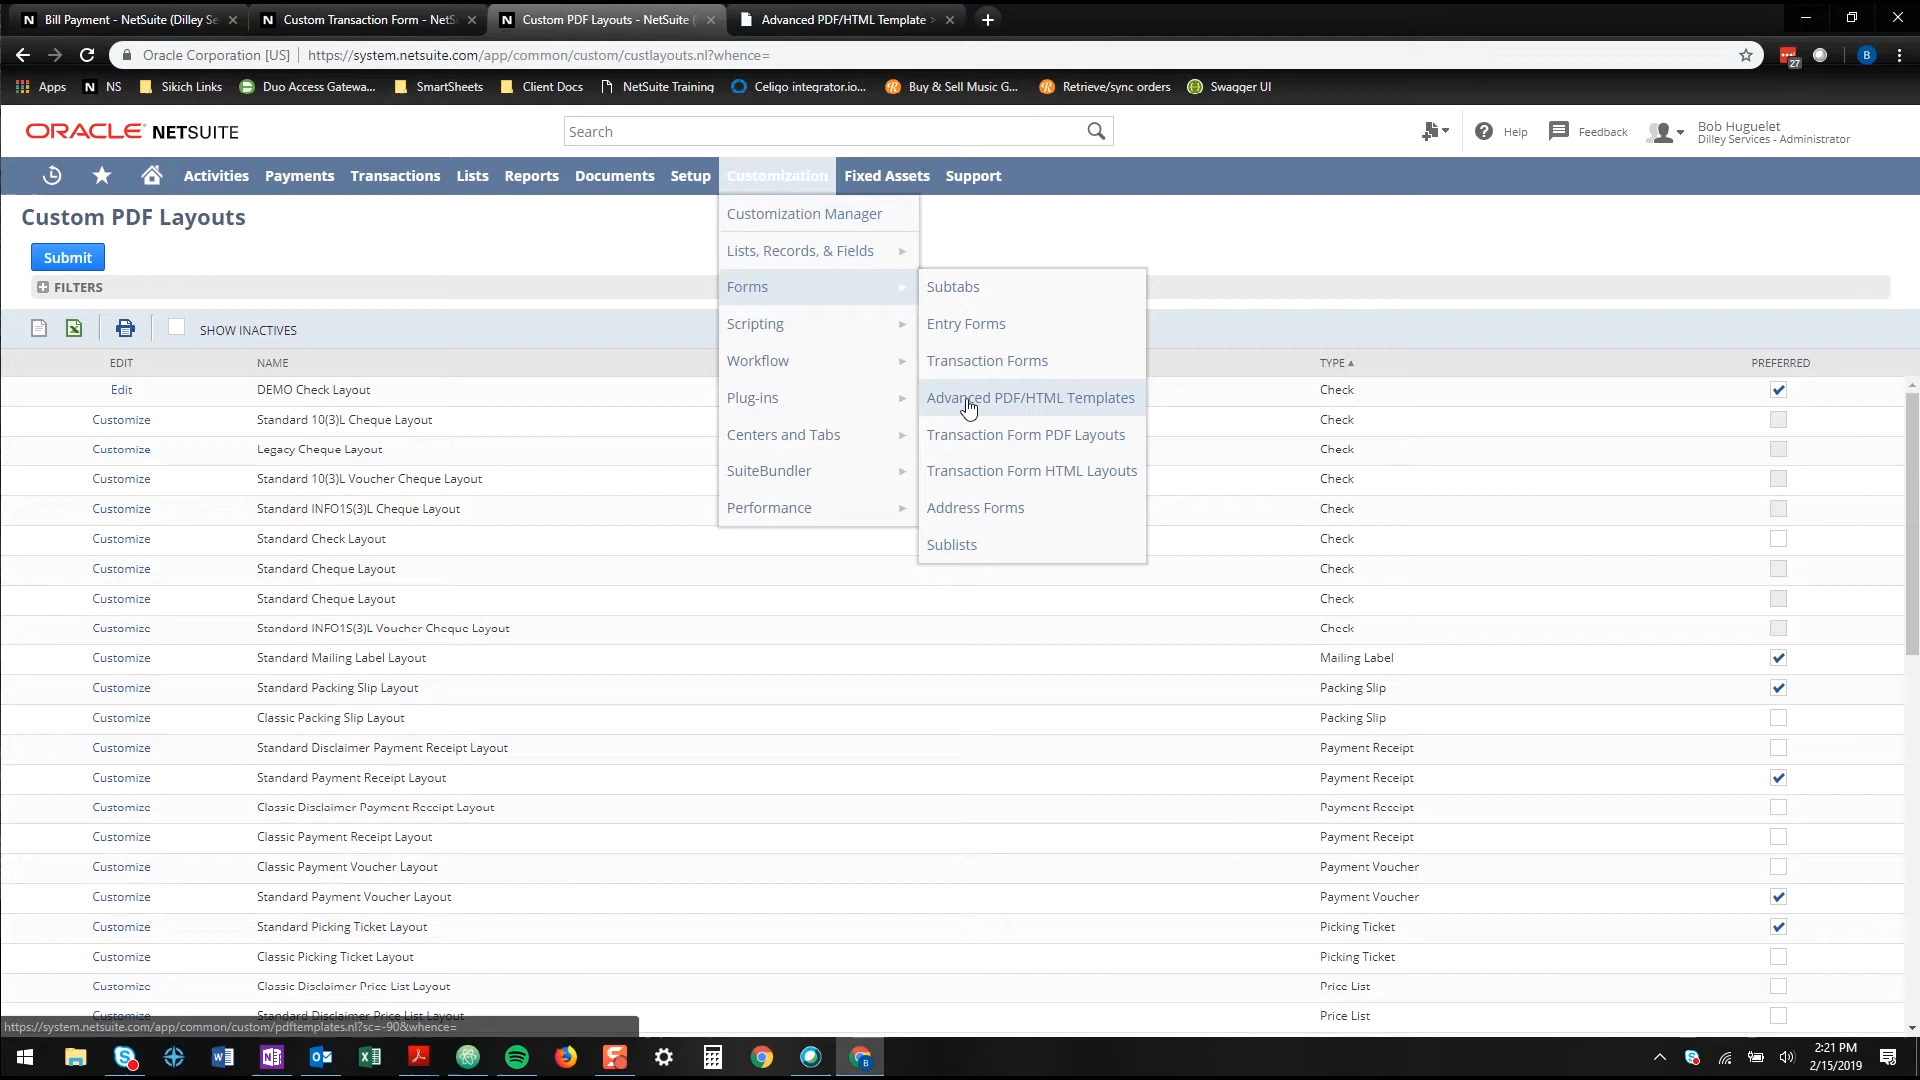 Bill Payment - NetSuite (Dilley Se
Custom Transaction Form - NetS
Custom PDF Layouts - NetSuite (
Advanced PDF/HTML Template
Oracle Corporation [US] https://system.netsuite.com/app/common/custom/custlayouts.nl?whence=
27
B
Apps NS Sikich Links Duo Access Gatewa... SmartSheets Client Docs NetSuite Training Celigo integrator.io... Buy & Sell Music G... Retrieve/sync orders Swagger UI
ORACLE NETSUITE
Search
Help Feedback
Bob Huguelet
Dilley Services - Administrator
Activities Payments Transactions Lists Reports Documents Setup Customization Fixed Assets Support
Custom PDF Layouts
Submit
FILTERS
SHOW INACTIVES
Customization Manager
Lists, Records, & Fields
Forms
Scripting
Workflow
Plug-ins
Centers and Tabs
SuiteBundler
Performance
Subtabs
Entry Forms
Transaction Forms
Advanced PDF/HTML Templates
Transaction Form PDF Layouts
Transaction Form HTML Layouts
Address Forms
Sublists
EDIT NAME TYPE PREFERRED
Edit DEMO Check Layout Check
Customize Standard 10(3)L Cheque Layout Check
Customize Legacy Cheque Layout Check
Customize Standard 10(3)L Voucher Cheque Layout Check
Customize Standard INFO1S(3)L Cheque Layout Check
Customize Standard Check Layout Check
Customize Standard Cheque Layout Check
Customize Standard Cheque Layout Check
Customize Standard INFO1S(3)L Voucher Cheque Layout Check
Customize Standard Mailing Label Layout Mailing Label
Customize Standard Packing Slip Layout Packing Slip
Customize Classic Packing Slip Layout Packing Slip
Customize Standard Disclaimer Payment Receipt Layout Payment Receipt
Customize Standard Payment Receipt Layout Payment Receipt
Customize Classic Disclaimer Payment Receipt Layout Payment Receipt
Customize Classic Payment Receipt Layout Payment Receipt
Customize Classic Payment Voucher Layout Payment Voucher
Customize Standard Payment Voucher Layout Payment Voucher
Customize Standard Picking Ticket Layout Picking Ticket
Customize Classic Picking Ticket Layout Picking Ticket
Customize Classic Disclaimer Price List Layout Price List
Customize Standard Disclaimer Price List Layout Price List
https://system.netsuite.com/app/common/custom/pdftemplates.nl?sc=-90&whence=
2:21 PM
2/15/2019